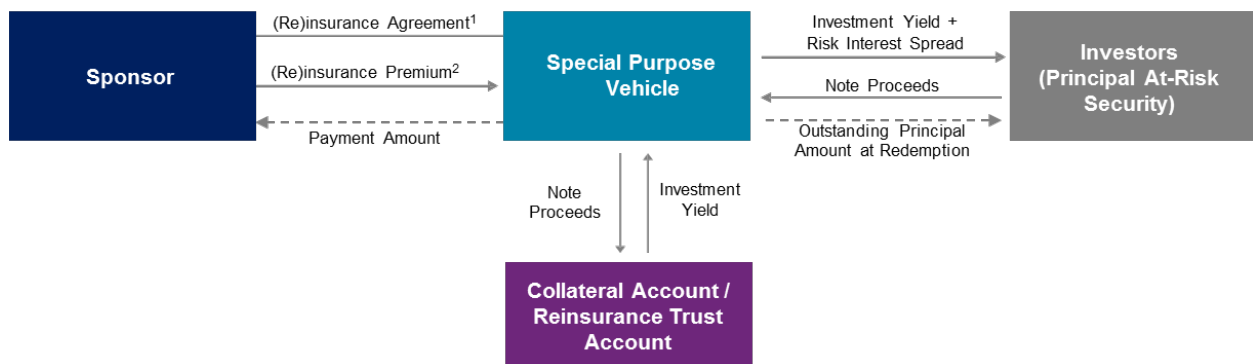 Sponsor
(Re)insurance Agreement¹
(Re)insurance Premium²
Payment Amount
Special Purpose
Vehicle
Investment Yield +
Risk Interest Spread
Note Proceeds
Outstanding Principal
Amount at Redemption
Investors
(Principal At-Risk
Security)
Note
Proceeds
Investment
Yield
Collateral Account /
Reinsurance Trust
Account